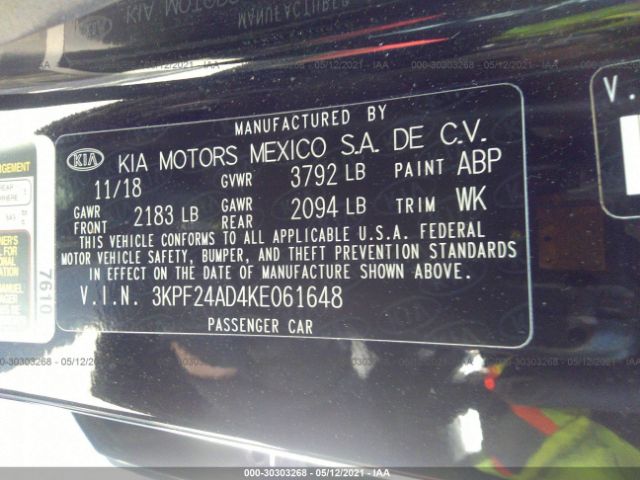 MANUFACTURED BY
KIA KIA MOTORS MEXICO S.A. DE C.V.
11/18 GVWR 3792 LB PAINT ABP
GAWR FRONT 2183 LB GAWR REAR 2094 LB TRIM WK
THIS VEHICLE CONFORMS TO ALL APPLICABLE U.S.A. FEDERAL
MOTOR VEHICLE SAFETY, BUMPER, AND THEFT PREVENTION STANDARDS
IN EFFECT ON THE DATE OF MANUFACTURE SHOWN ABOVE.
V.I.N. 3KPF24AD4KE061648
PASSENGER CAR
7610
V.
000-30303268 - 05/12/2021 - IAA